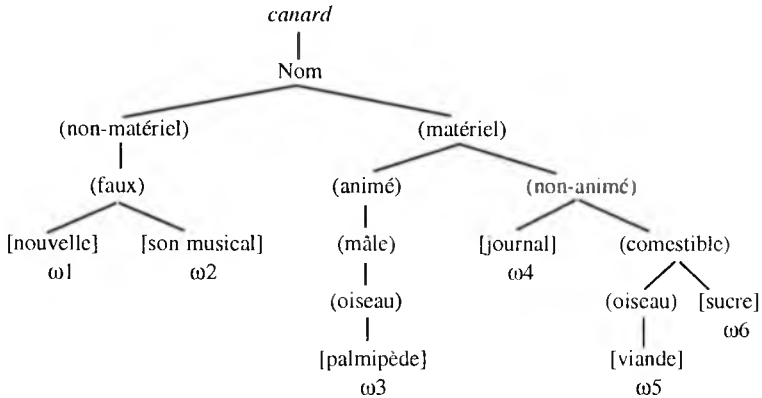 canard
Nom
(non-matériel) (matériel)
(faux) (animé) (non-animé)
[nouvelle] [son musical] (mâle) [journal] (comestible)
ω1 ω2 ω4
(oiseau) (oiseau) [sucre]
ω6
[palmipède] [viande]
ω3 ω5